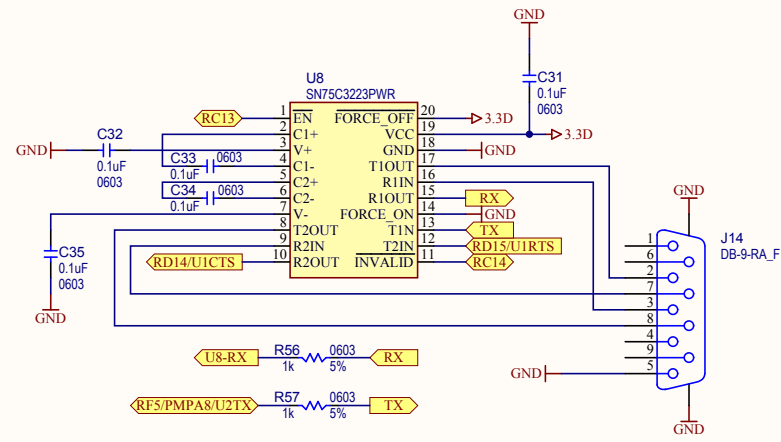 GND
U8
SN75C3223PWR
C31
0.1uF
0603
RC13
1
EN
FORCE_OFF
20
3.3D
2
C1+
VCC
19
3.3D
C32
0.1uF
0603
GND
3
V+
GND
18
GND
C33
0603
0.1uF
4
C1-
T1OUT
17
5
C2+
R1IN
16
C34
0603
0.1uF
6
C2-
R1OUT
15
RX
7
V-
FORCE_ON
14
GND
8
T2OUT
T1IN
13
TX
9
R2IN
T2IN
12
RD15/U1RTS
RD14/U1CTS
10
R2OUT
INVALID
11
RC14
C35
0.1uF
0603
GND
GND
J14
DB-9-RA_F
1
6
2
7
3
8
4
9
5
GND
GND
U8-RX
R56
0603
1k
5%
RX
RF5/PMPA8/U2TX
R57
0603
1k
5%
TX